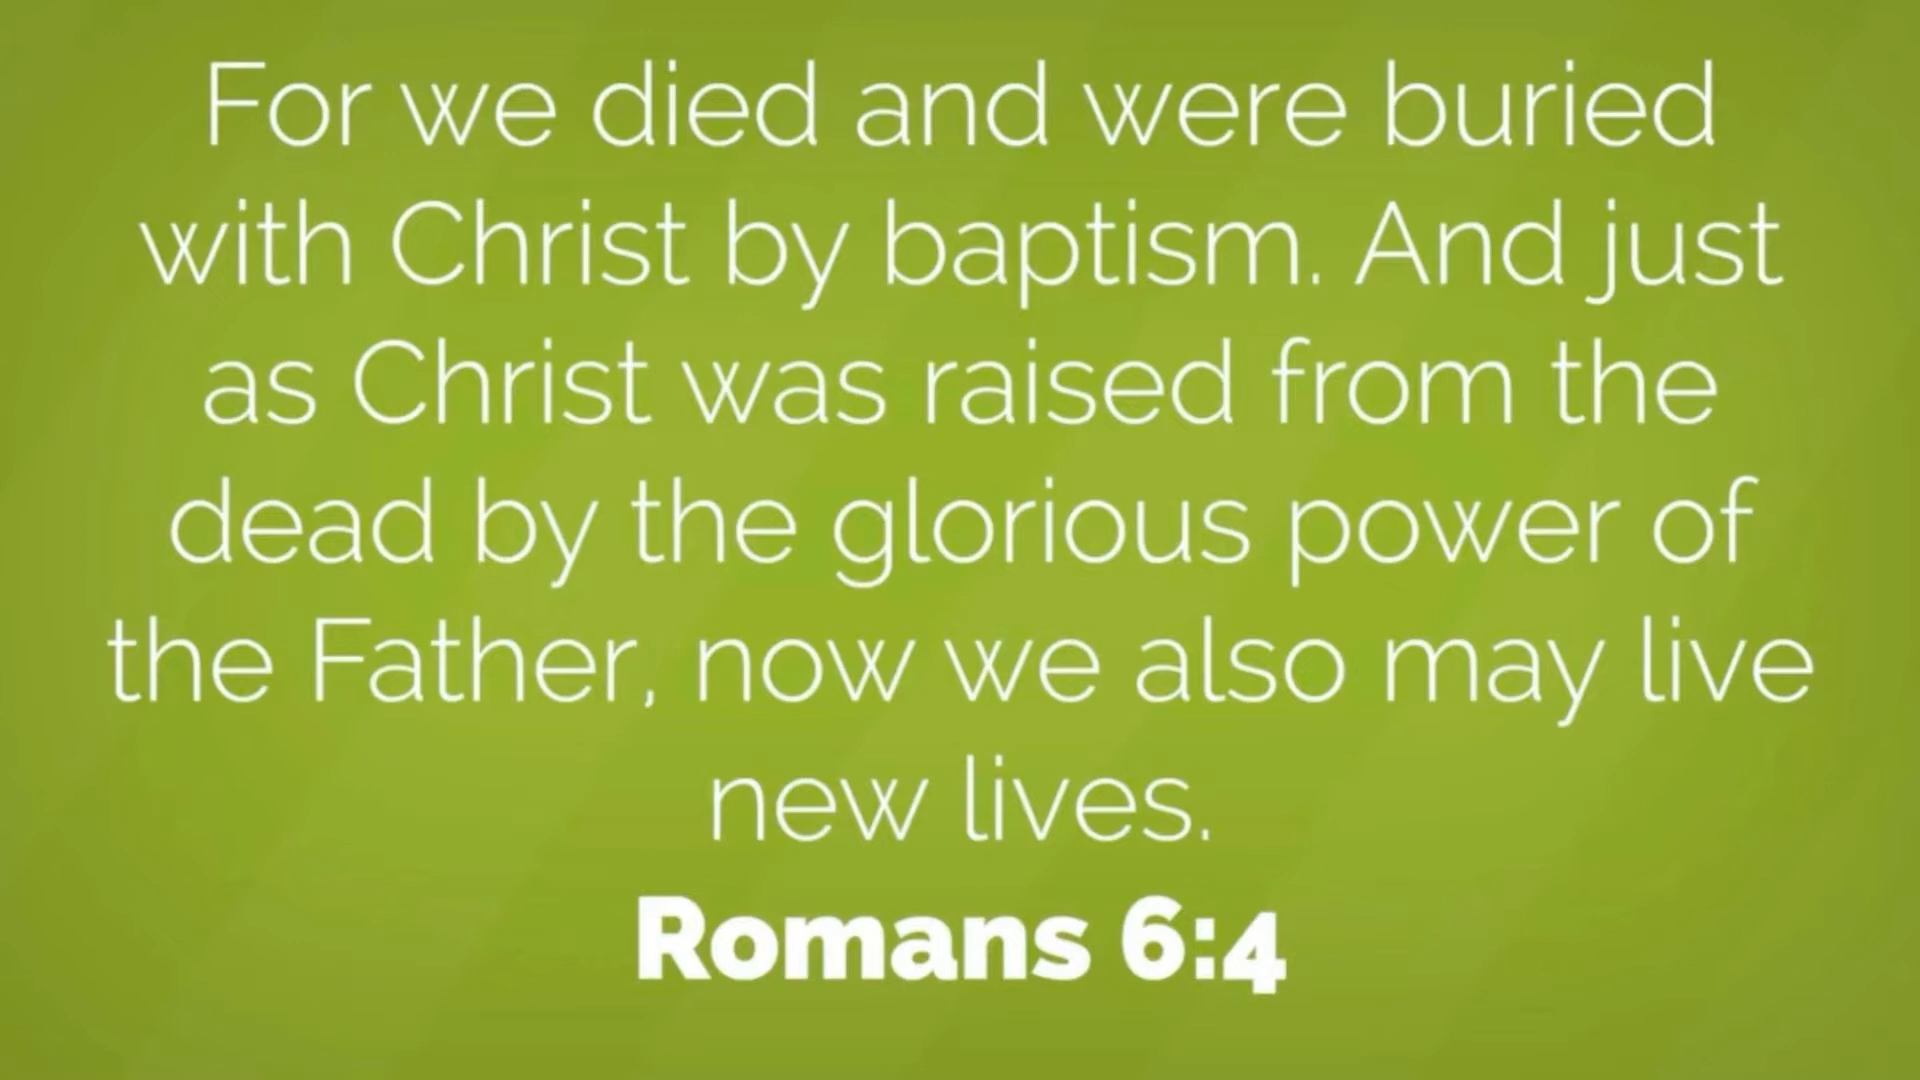 For we died and were buried
with Christ by baptism. And just
as Christ was raised from the
dead by the glorious power of
the Father, now we also may live
new lives.
Romans 6:4